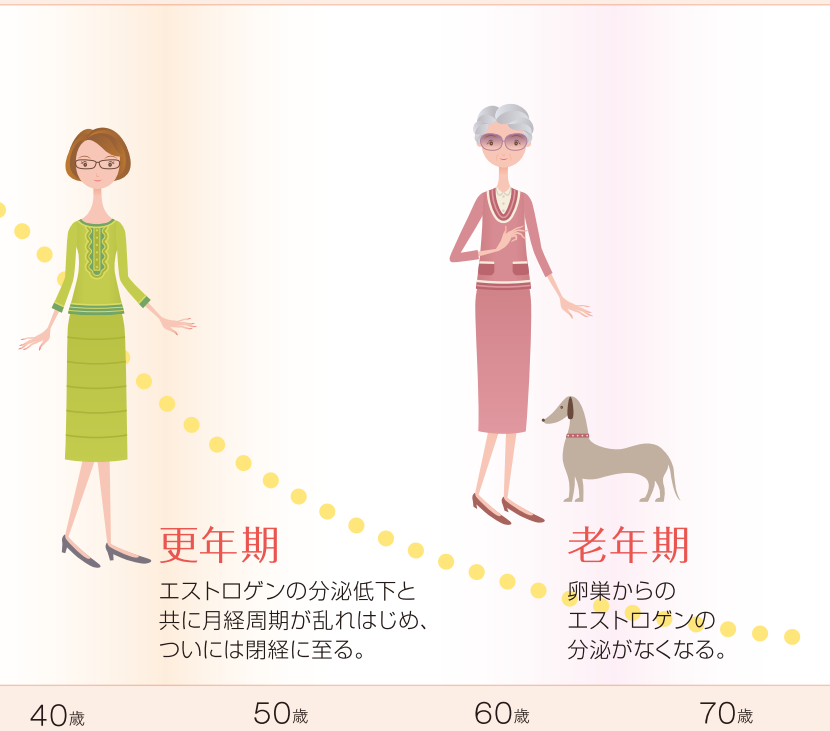 更年期
エストロゲンの分泌低下と
共に月経周期が乱れはじめ、
ついには閉経に至る。
老年期
卵巣からの
エストロゲンの
分泌がなくなる。
40歳
50歳
60歳
70歳